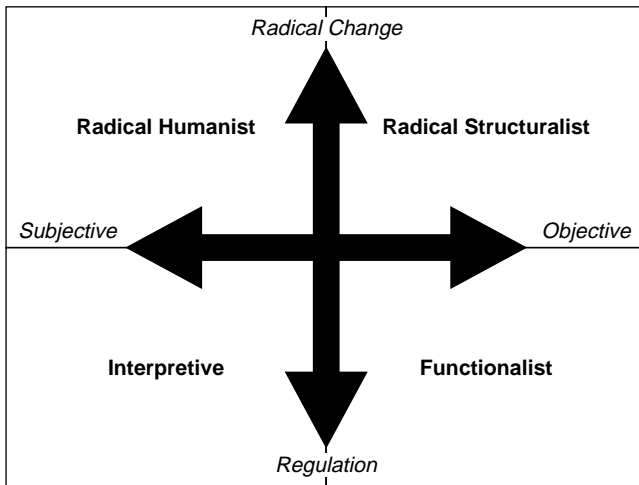 Radical Change
Radical Humanist
Radical Structuralist
Subjective
Objective
Interpretive
Functionalist
Regulation